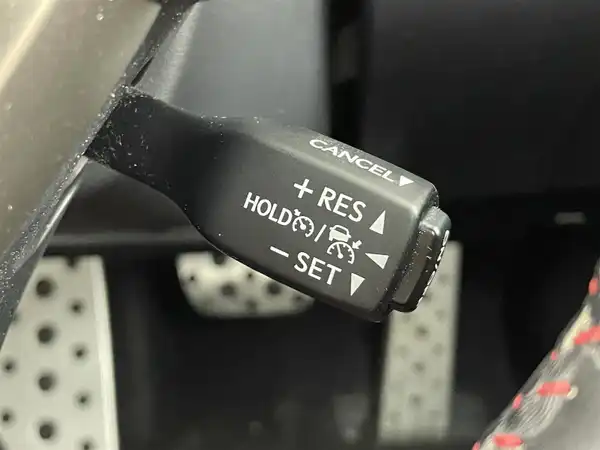 CANCEL
+ RES
HOLD /
− SET